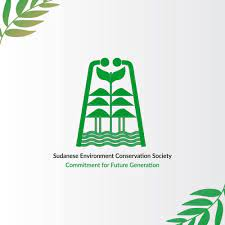 Sudanese Environment Conservation Society
Commitment for Future Generation